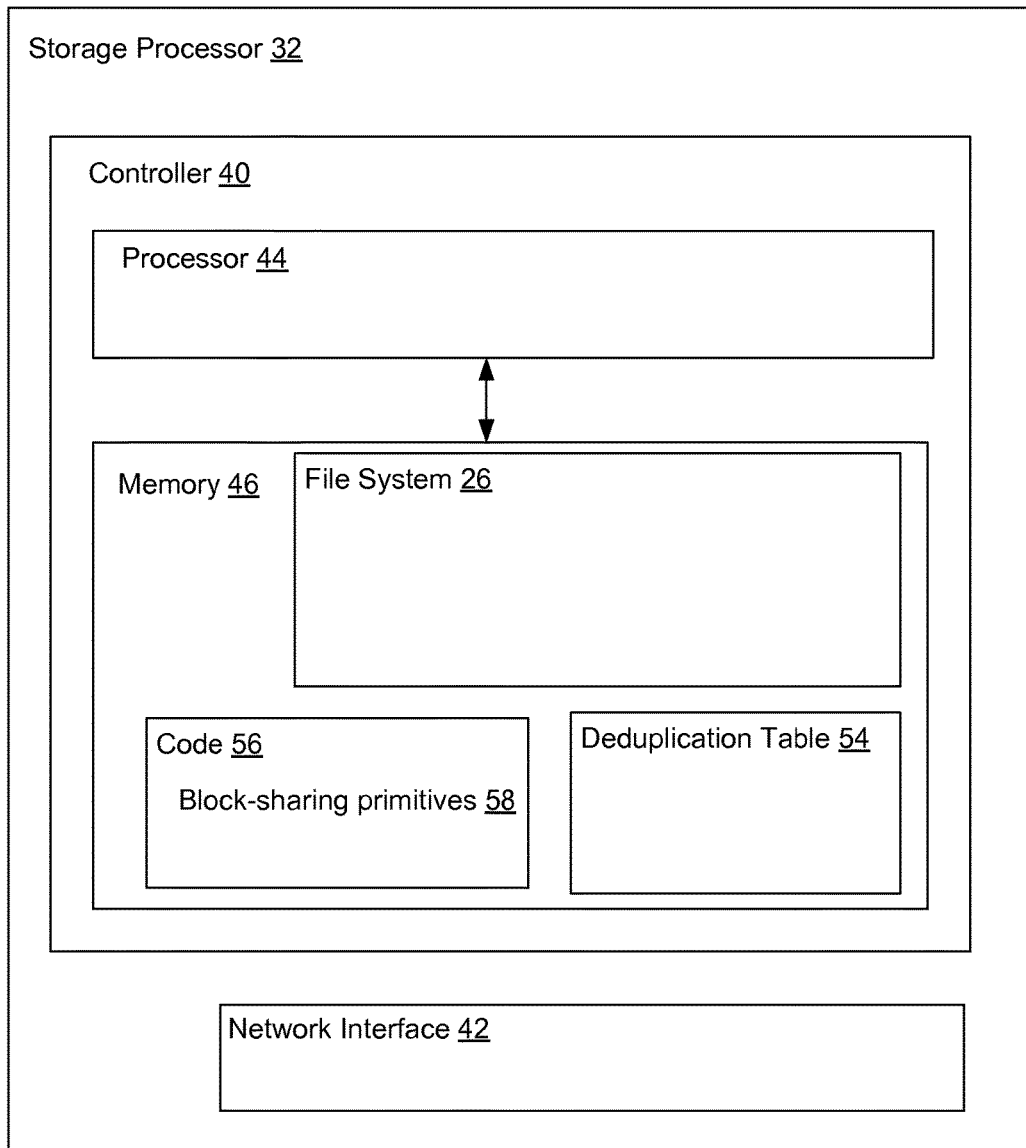 Storage Processor 32
Controller 40
Processor 44
Memory 46
File System 26
Code 56
Block-sharing primitives 58
Deduplication Table 54
Network Interface 42